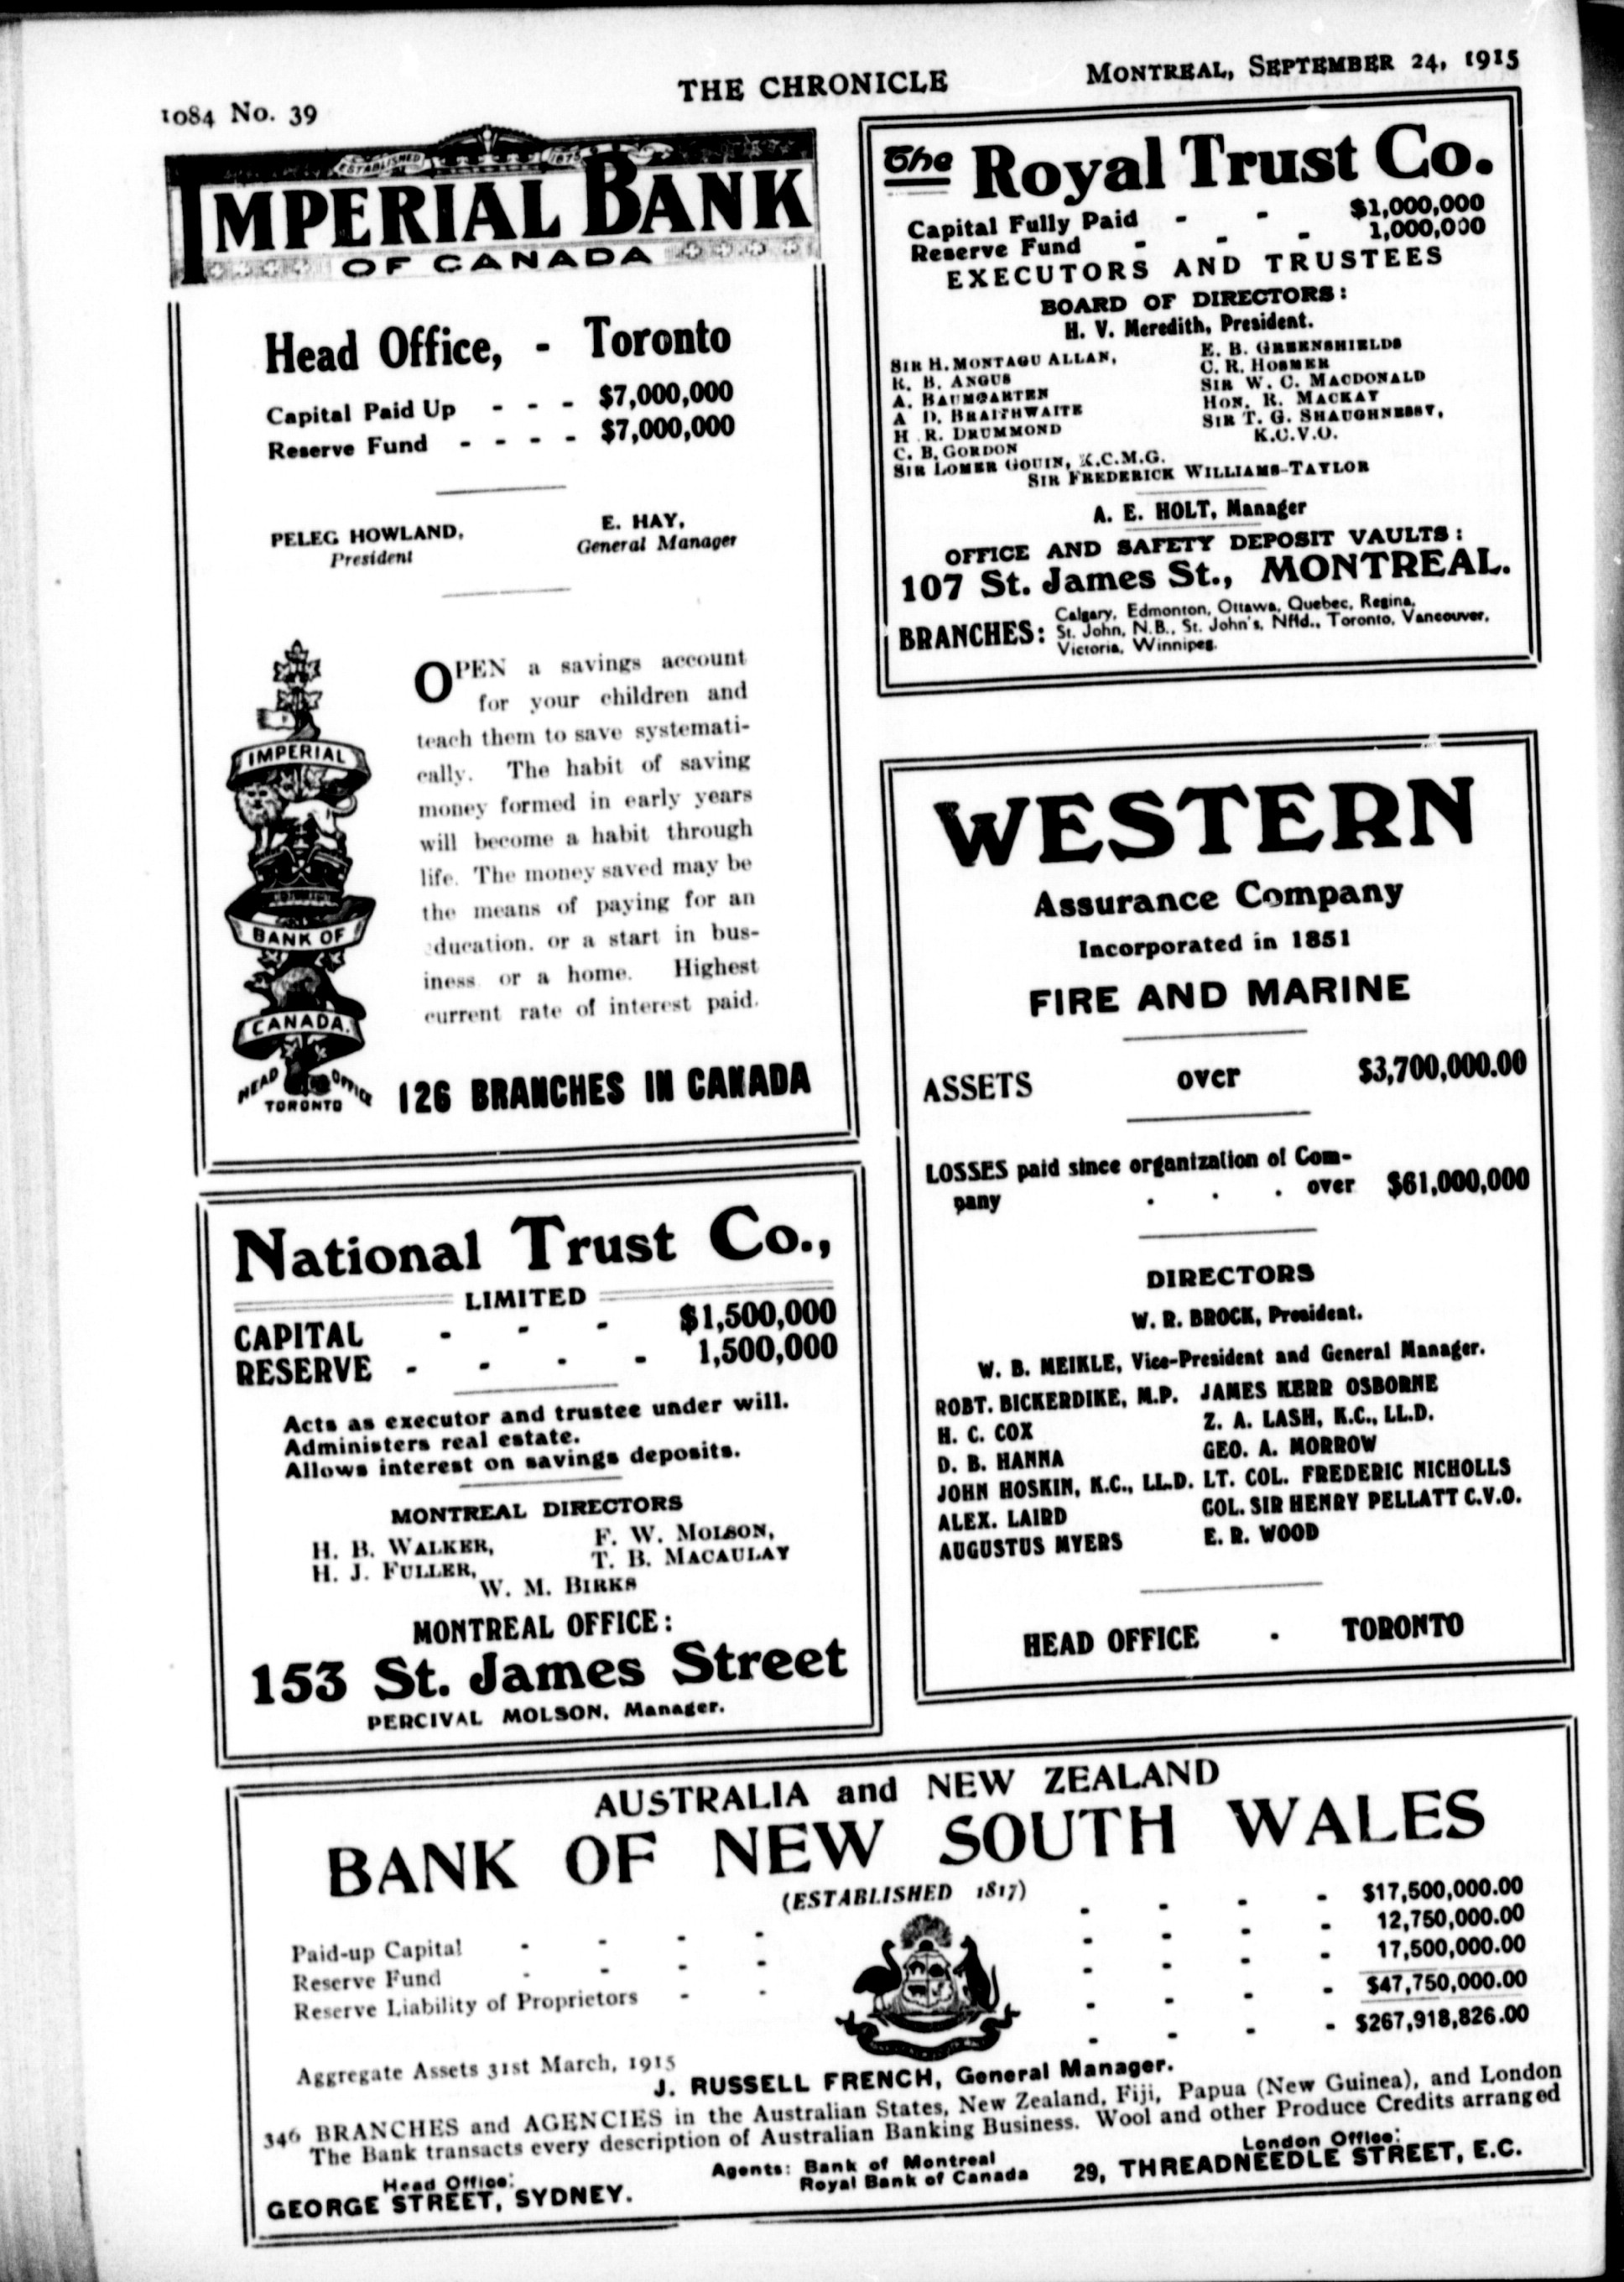 1084 No. 39
THE CHRONICLE
MONTREAL, SEPTEMBER 24, 1915
ESTABLISHED 1875
IMPERIAL BANK
OF CANADA
Head Office, - Toronto
Capital Paid Up - - - $7,000,000
Reserve Fund - - - - $7,000,000
PELEG HOWLAND,
President
E. HAY,
General Manager
IMPERIAL
BANK OF
CANADA.
HEAD OFFICE
TORONTO
OPEN a savings account
for your children and
teach them to save systemati-
cally. The habit of saving
money formed in early years
will become a habit through
life. The money saved may be
the means of paying for an
education, or a start in bus-
iness or a home. Highest
current rate of interest paid.
126 BRANCHES IN CANADA
National Trust Co.,
LIMITED
CAPITAL - - - $1,500,000
RESERVE - - - - 1,500,000
Acts as executor and trustee under will.
Administers real estate.
Allows interest on savings deposits.
MONTREAL DIRECTORS
H. B. WALKER, F. W. MOLSON,
H. J. FULLER, T. B. MACAULAY
W. M. BIRKS
MONTREAL OFFICE:
153 St. James Street
PERCIVAL MOLSON, Manager.
The Royal Trust Co.
Capital Fully Paid - - $1,000,000
Reserve Fund - - - 1,000,000
EXECUTORS AND TRUSTEES
BOARD OF DIRECTORS:
H. V. Meredith, President.
SIR H. MONTAGU ALLAN,
R. B. ANGUS
A. BAUMGARTEN
A D. BRAITHWAITE
H. R. DRUMMOND
C. B. GORDON
SIR LOMER GOUIN, K.C.M.G.
E. B. GREENSHIELDS
C. R. HOSMER
SIR W. C. MACDONALD
HON. R. MACKAY
SIR T. G. SHAUGHNESSY,
K.C.V.O.
SIR FREDERICK WILLIAMS-TAYLOR
A. E. HOLT, Manager
OFFICE AND SAFETY DEPOSIT VAULTS:
107 St. James St., MONTREAL.
BRANCHES: Calgary, Edmonton, Ottawa, Quebec, Regina,
St. John, N.B., St. John's, Nfld., Toronto, Vancouver,
Victoria, Winnipeg.
WESTERN
Assurance Company
Incorporated in 1851
FIRE AND MARINE
ASSETS over $3,700,000.00
LOSSES paid since organization of Com-
pany . . . over $61,000,000
DIRECTORS
W. R. BROCK, President.
W. B. MEIKLE, Vice-President and General Manager.
ROBT. BICKERDIKE, M.P. JAMES KERR OSBORNE
H. C. COX Z. A. LASH, K.C., LL.D.
D. B. HANNA GEO. A. MORROW
JOHN HOSKIN, K.C., LL.D. LT. COL. FREDERIC NICHOLLS
ALEX. LAIRD COL. SIR HENRY PELLATT C.V.O.
AUGUSTUS MYERS E. R. WOOD
HEAD OFFICE - TORONTO
AUSTRALIA and NEW ZEALAND
BANK OF NEW SOUTH WALES
(ESTABLISHED 1817)
Paid-up Capital - - - - - - - - $17,500,000.00
Reserve Fund - - - - - - - - 12,750,000.00
Reserve Liability of Proprietors - - - - - - 17,500,000.00
$47,750,000.00
Aggregate Assets 31st March, 1915 - - - - $267,918,826.00
J. RUSSELL FRENCH, General Manager.
346 BRANCHES and AGENCIES in the Australian States, New Zealand, Fiji, Papua (New Guinea), and London
The Bank transacts every description of Australian Banking Business. Wool and other Produce Credits arranged
Head Office:
GEORGE STREET, SYDNEY.
Agents: Bank of Montreal
Royal Bank of Canada
London Office:
29, THREADNEEDLE STREET, E.C.